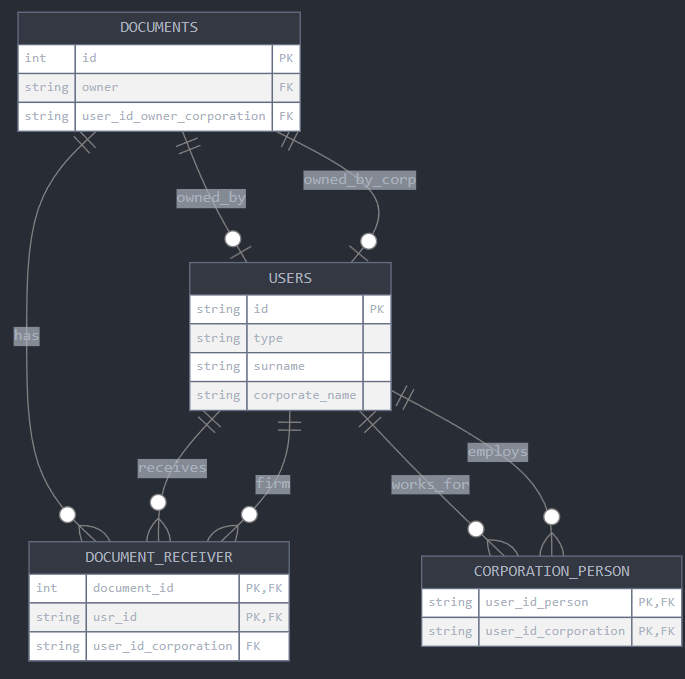 DOCUMENTS
int id PK
string owner FK
string user_id_owner_corporation FK
owned_by_corp
owned_by
USERS
string id PK
string type
string surname
string corporate_name
has
employs
receives
firm
works_for
DOCUMENT_RECEIVER
int document_id PK,FK
string usr_id PK,FK
string user_id_corporation FK
CORPORATION_PERSON
string user_id_person PK,FK
string user_id_corporation PK,FK